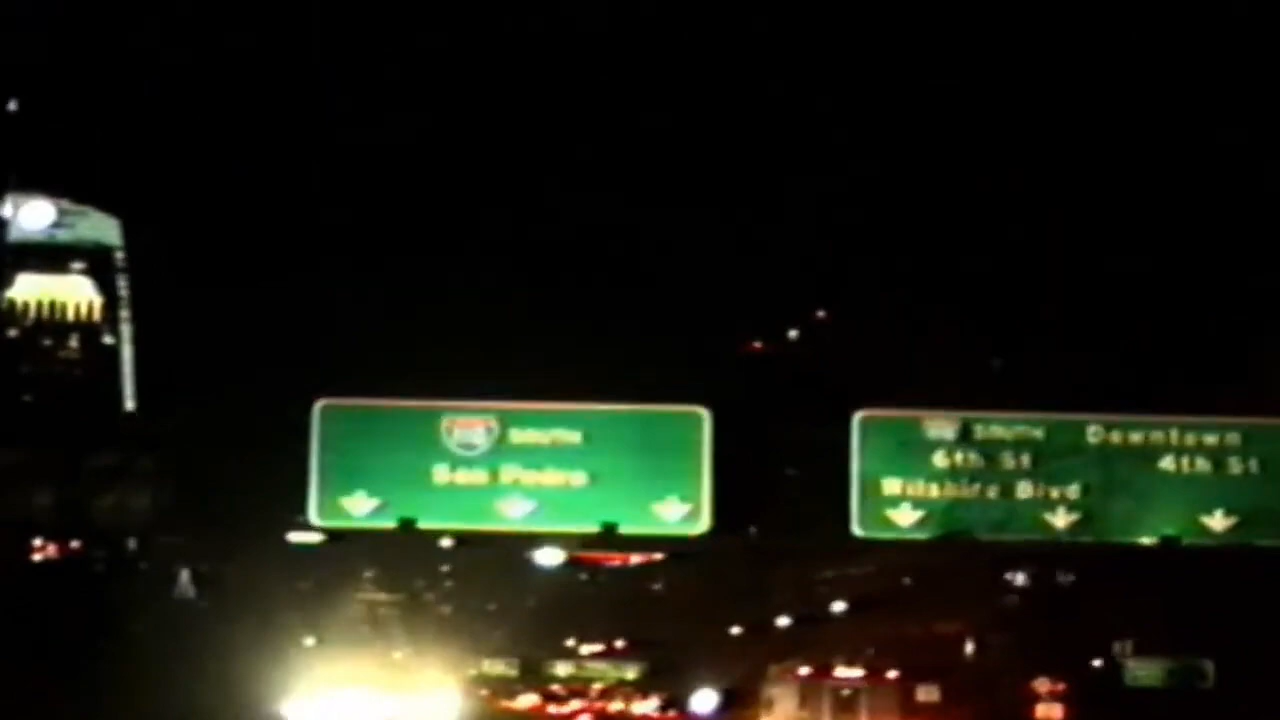 SOUTH
San Pedro
SOUTH Downtown
6th St 4th St
Wilshire Blvd